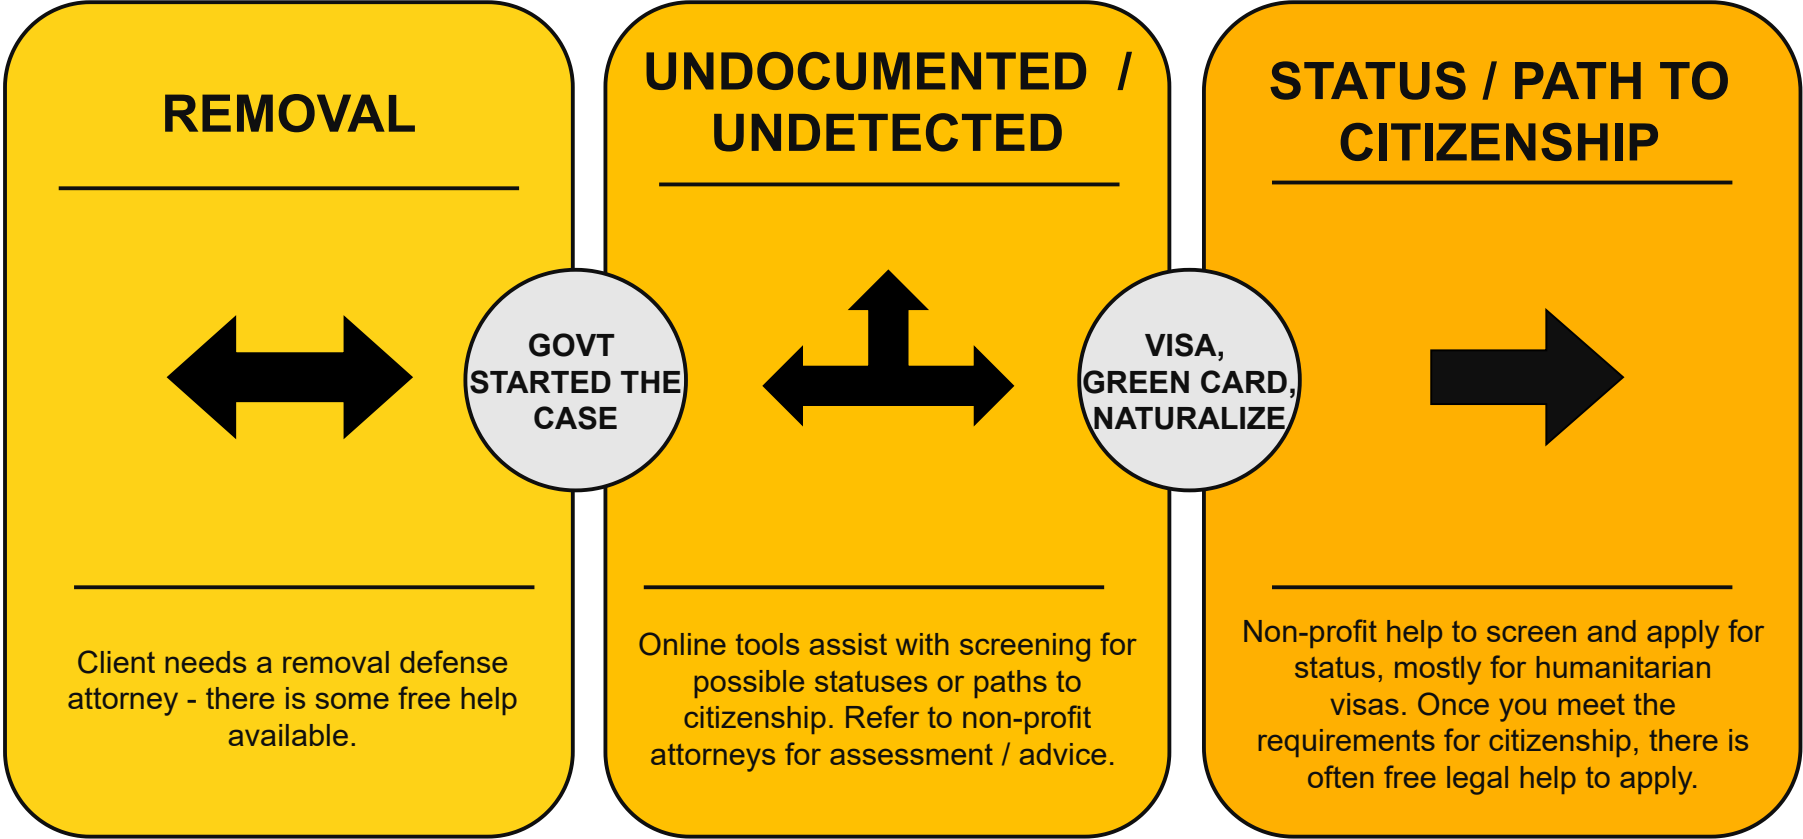 REMOVAL
GOVT
STARTED THE
CASE
Client needs a removal defense
attorney - there is some free help
available.
UNDOCUMENTED /
UNDETECTED
VISA,
GREEN CARD,
NATURALIZE
Online tools assist with screening for
possible statuses or paths to
citizenship. Refer to non-profit
attorneys for assessment / advice.
STATUS / PATH TO
CITIZENSHIP
Non-profit help to screen and apply for
status, mostly for humanitarian
visas. Once you meet the
requirements for citizenship, there is
often free legal help to apply.